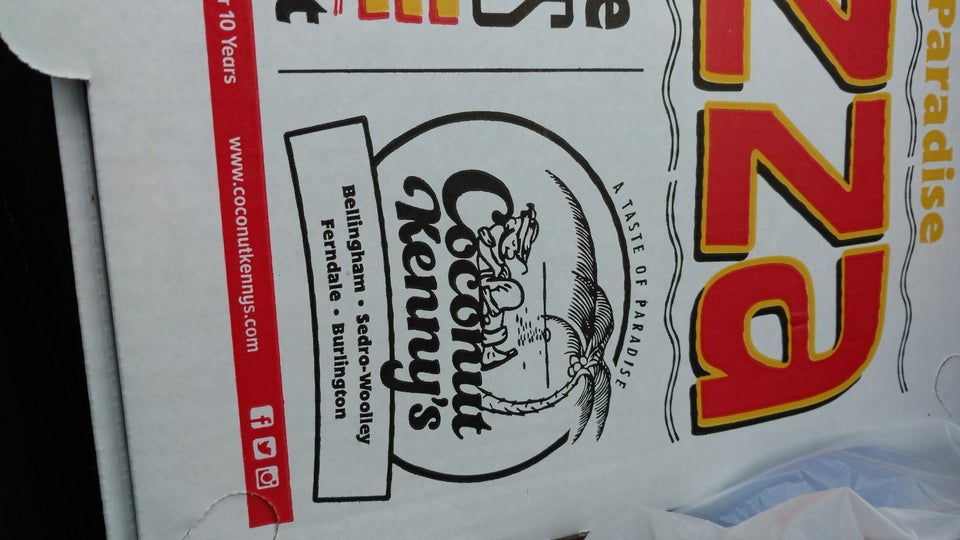 Paradise
zza
A TASTE OF PARADISE
Coconut
Kenny's
Bellingham • Sedro-Woolley
Ferndale • Burlington
10 Years
www.coconutkennys.com